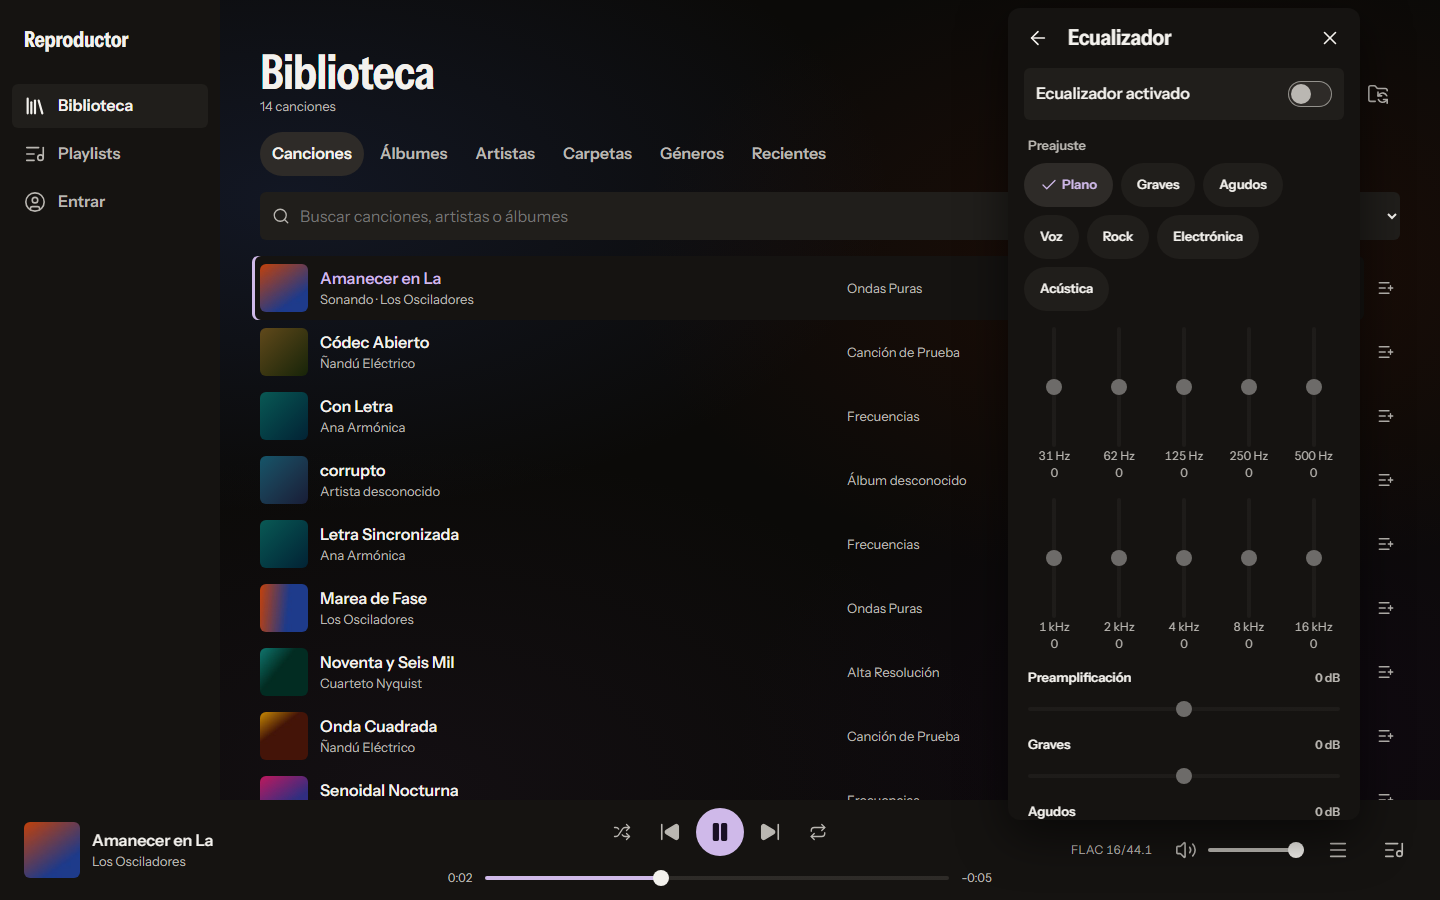 Reproductor
Biblioteca
Playlists
Entrar
Biblioteca
14 canciones
Canciones
Álbumes
Artistas
Carpetas
Géneros
Recientes
Buscar canciones, artistas o álbumes
Amanecer en La
Sonando · Los Osciladores
Ondas Puras
Códec Abierto
Ñandú Eléctrico
Canción de Prueba
Con Letra
Ana Armónica
Frecuencias
corrupto
Artista desconocido
Álbum desconocido
Letra Sincronizada
Ana Armónica
Frecuencias
Marea de Fase
Los Osciladores
Ondas Puras
Noventa y Seis Mil
Cuarteto Nyquist
Alta Resolución
Onda Cuadrada
Ñandú Eléctrico
Canción de Prueba
Senoidal Nocturna
Frecuencias
Ecualizador
Ecualizador activado
Preajuste
Plano
Graves
Agudos
Voz
Rock
Electrónica
Acústica
31 Hz 62 Hz 125 Hz 250 Hz 500 Hz
0 0 0 0 0
1 kHz 2 kHz 4 kHz 8 kHz 16 kHz
0 0 0 0 0
Preamplificación 0 dB
Graves 0 dB
Agudos 0 dB
Amanecer en La
Los Osciladores
0:02
-0:05
FLAC 16/44.1